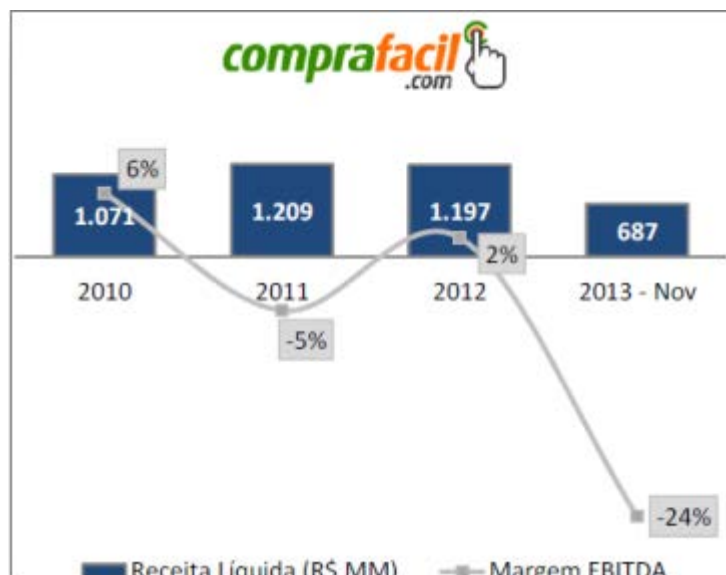 comprafacil
.com
6%
1.071
1.209
1.197
687
2%
2010
2011
2012
2013 - Nov
-5%
-24%
Receita Líquida (R$ MM)
Margem EBITDA